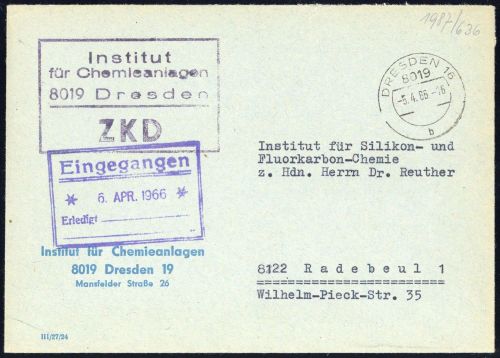 1987/636
Institut
für Chemieanlagen
8019 Dresden
ZKD
DRESDEN 16
8019
-5.4.66-16
b
Eingegangen
* 6. APR. 1966 *
Erledigt
Institut für Silikon- und
Fluorkarbon-Chemie
z. Hdn. Herrn Dr. Reuther
Institut für Chemieanlagen
8019 Dresden 19
Mansfelder Straße 26
8122 Radebeul 1
Wilhelm-Pieck-Str. 35
III/27/24